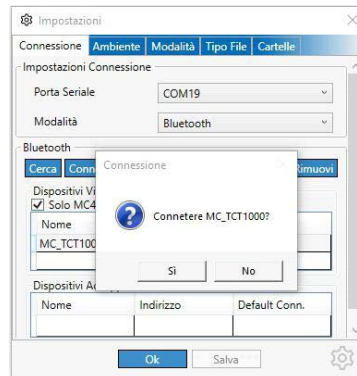 Impostazioni
Connessione Ambiente Modalità Tipo File Cartelle
Impostazioni Connessione
Porta Seriale COM19
Modalità Bluetooth
Bluetooth
Cerca Conn Rimuovi
Connessione
Dispositivi Vi
Solo MC4
Nome
Connetere MC_TCT1000?
MC_TCT100
Sì No
Dispositivi Ac
Nome Indirizzo Default Conn.
Ok Salva